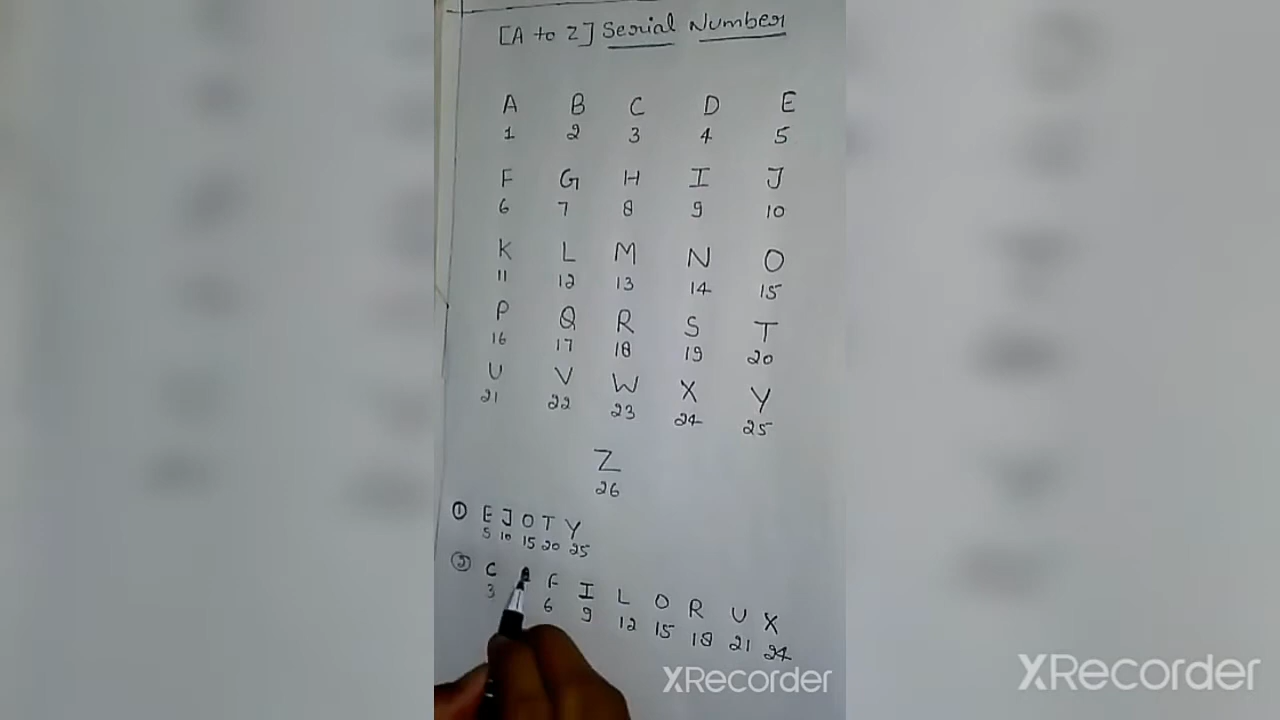 [A to Z] Serial Number
A B C D E
1 2 3 4 5
F G H I J
6 7 8 9 10
K L M N O
11 12 13 14 15
P Q R S T
16 17 18 19 20
U V W X Y
21 22 23 24 25
Z
26
① E J O T Y
5 10 15 20 25
② C F I L O R U X
3 6 9 12 15 18 21 24
XRecorder
XRecorder